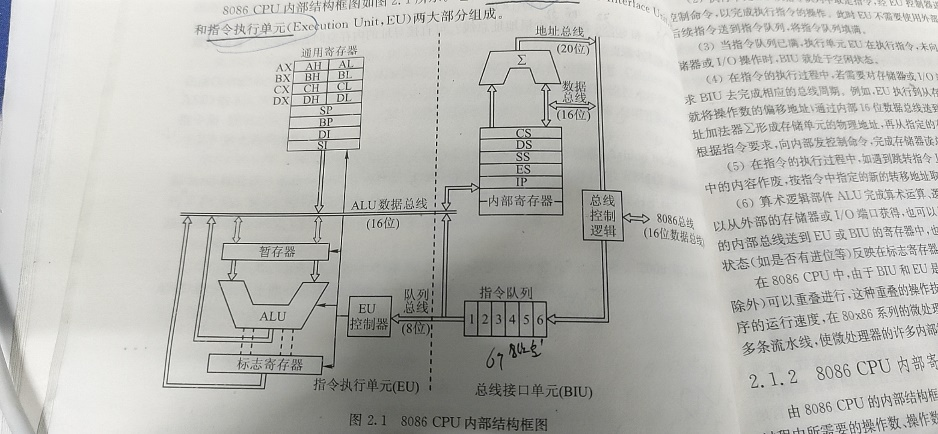 8086 CPU内部结构框图如图2.1所示
和指令执行单元(Execution Unit,EU)两大部分组成。
通用寄存器
AX AH AL
BX BH BL
CX CH CL
DX DH DL
SP
BP
DI
SI
地址总线
(20位)
Σ
数据
总线
(16位)
CS
DS
SS
ES
IP
内部寄存器
ALU数据总线
(16位)
总线
控制
逻辑
8086总线
(16位数据总线)
暂存器
ALU
标志寄存器
EU
控制器
队列
总线
(8位)
指令队列
1 2 3 4 5 6
指令执行单元(EU)
总线接口单元(BIU)
图 2.1 8086 CPU内部结构框图
控制命令,以完成执行指令的操作。此时EU不需要使用外部
后续指令送到指令队列,将指令队列填满。
(3) 当指令队列已满,执行单元EU在执行指令,未向
储器或I/O操作时,BIU就处于空闲状态。
(4) 在指令的执行过程中,若需要对存储器或I/O
求BIU去完成相应的总线周期。例如,EU执行到从存
就将操作数的偏移地址通过内部16位数据总线送到
址加法器Σ形成存储单元的物理地址,再从指定的
根据指令要求,向内部发控制命令,完成存储器读
(5) 在指令的执行过程中,如遇到跳转指令
中的内容作废,按指令中指定的新的转移地址取
(6) 算术逻辑部件ALU完成算术运算、逻
以从外部的存储器或I/O端口获得,也可以
的内部总线送到EU或BIU的寄存器中,也
状态(如是否有进位等)反映在标志寄存器
在8086 CPU中,由于BIU和EU是
除外)可以重叠进行,这种重叠的操作技
序的运行速度,在80x86系列的微处理
多条流水线,使微处理器的许多内部
2.1.2 8086 CPU内部寄
由8086 CPU的内部结构框
过程中所需要的操作数、操作数